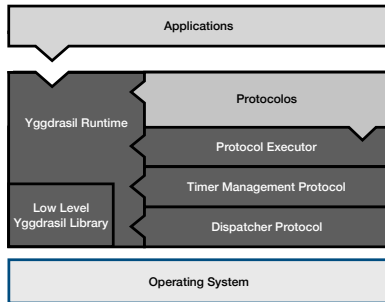 Applications
Yggdrasil Runtime
Protocolos
Protocol Executor
Timer Management Protocol
Low Level
Yggdrasil Library
Dispatcher Protocol
Operating System